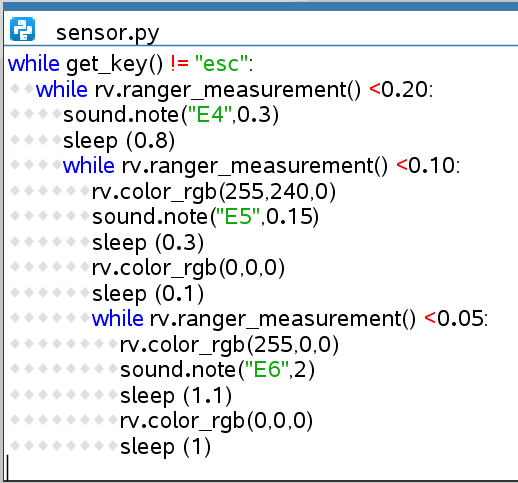 sensor.py
while get_key() != "esc":
◆◆while rv.ranger_measurement() <0.20:
◆◆◆◆sound.note("E4",0.3)
◆◆◆◆sleep (0.8)
◆◆◆◆while rv.ranger_measurement() <0.10:
◆◆◆◆◆◆rv.color_rgb(255,240,0)
◆◆◆◆◆◆sound.note("E5",0.15)
◆◆◆◆◆◆sleep (0.3)
◆◆◆◆◆◆rv.color_rgb(0,0,0)
◆◆◆◆◆◆sleep (0.1)
◆◆◆◆◆◆while rv.ranger_measurement() <0.05:
◆◆◆◆◆◆◆◆rv.color_rgb(255,0,0)
◆◆◆◆◆◆◆◆sound.note("E6",2)
◆◆◆◆◆◆◆◆sleep (1.1)
◆◆◆◆◆◆◆◆rv.color_rgb(0,0,0)
◆◆◆◆◆◆◆◆sleep (1)